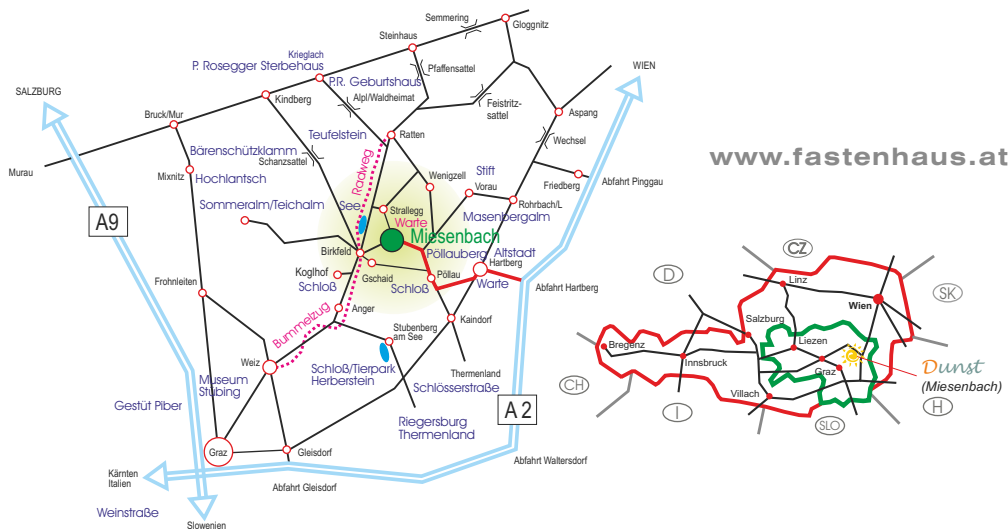 Semmering
Gloggnitz
Steinhaus
Krieglach
P. Rosegger Sterbehaus
Pfaffensattel
WIEN
P.R. Geburtshaus
SALZBURG
Kindberg
Alpl/Waldheimat
Feistritz-
sattel
Bruck/Mur
Aspang
Teufelstein
Ratten
Wechsel
Bärenschützklamm
Schanzsattel
www.fastenhaus.at
Murau
Mixnitz
Hochlantsch
Radweg
Wenigzell
Stift
Vorau
Friedberg
Abfahrt Pinggau
Sommeralm/Teichalm
See
Strallegg
Rohrbach/L
A9
Warte
Masenbergalm
Miesenbach
Birkfeld
Pöllauberg
Altstadt
Hartberg
Koglhof
Schloß
Gschaid
Pöllau
Schloß
Warte
Abfahrt Hartberg
Frohnleiten
Bummelzug
Anger
Kaindorf
Stubenberg
am See
Weiz
Schloß/Tierpark
Herberstein
Thermenland
Museum
Stübing
Schlösserstraße
Gestüt Piber
A 2
Riegersburg
Thermenland
Graz
Gleisdorf
Abfahrt Waltersdorf
Kärnten
Italien
Abfahrt Gleisdorf
Weinstraße
Slowenien
CZ
D
Linz
SK
Wien
Salzburg
Bregenz
Liezen
Innsbruck
Graz
Dunst
(Miesenbach)
CH
Villach
I
SLO
H